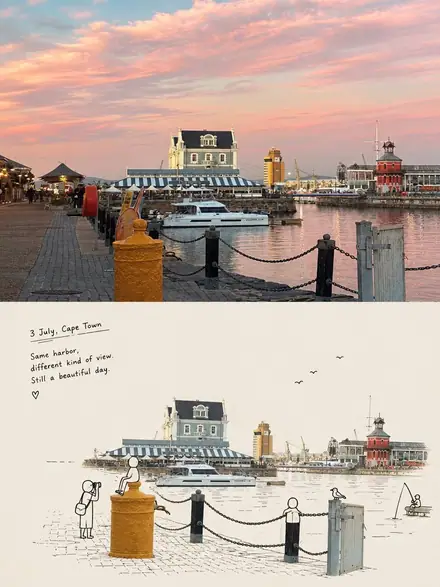 3 July, Cape Town
Same harbor,
different kind of view.
Still a beautiful day.